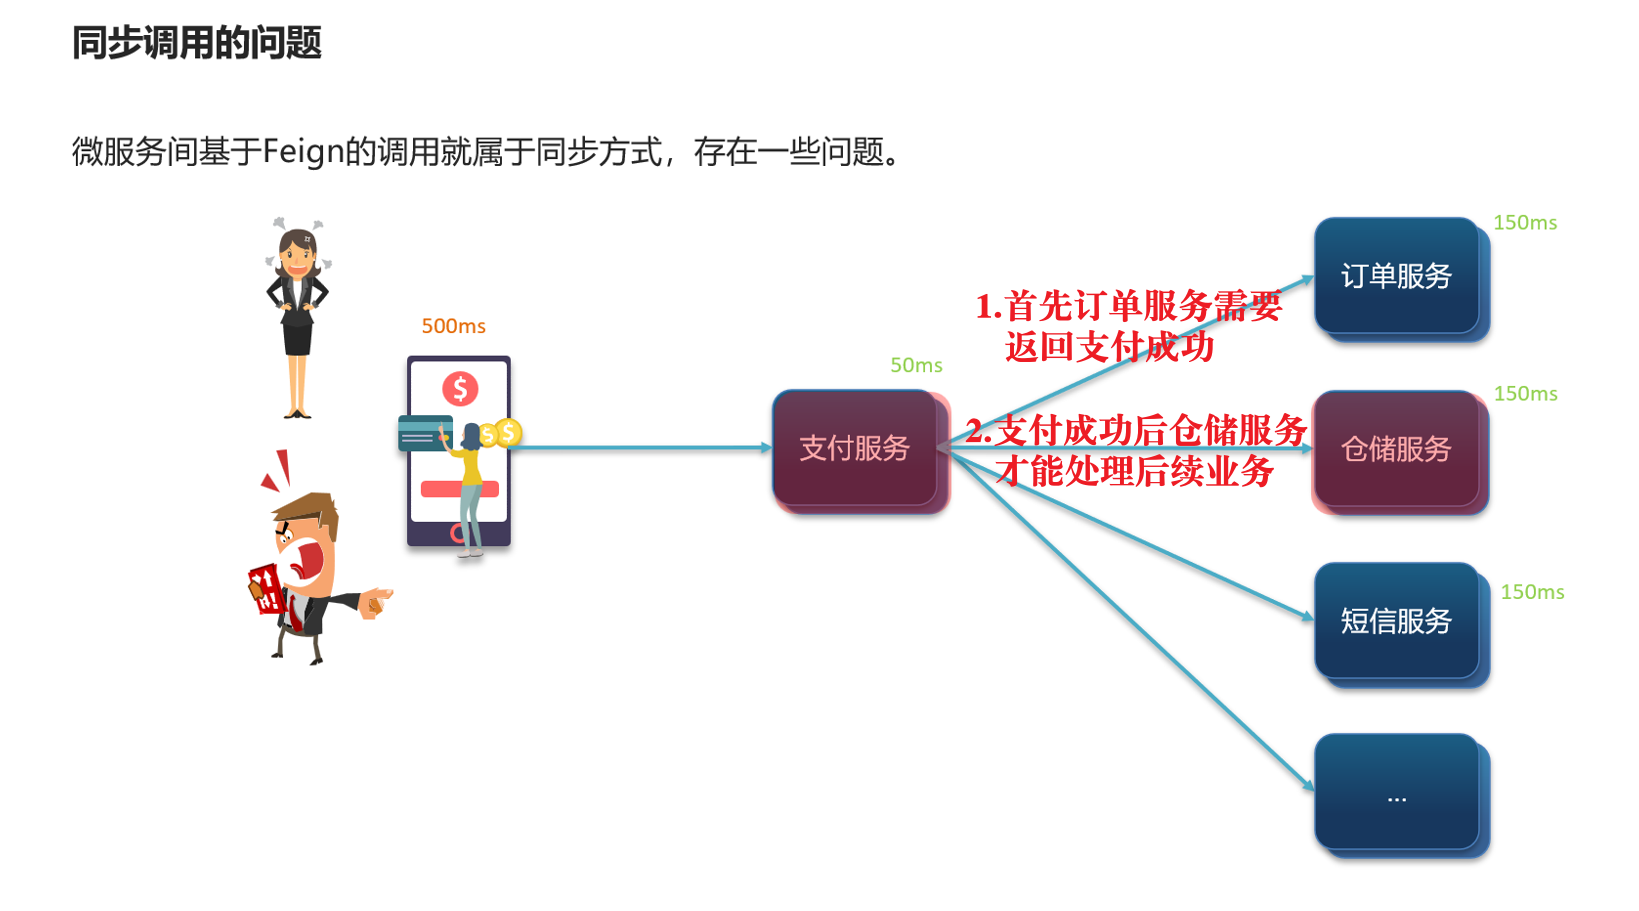 同步调用的问题
微服务间基于Feign的调用就属于同步方式，存在一些问题。
500ms
$
$
$
50ms
支付服务
1.首先订单服务需要
返回支付成功
2.支付成功后仓储服务
才能处理后续业务
150ms
订单服务
150ms
仓储服务
150ms
短信服务
...